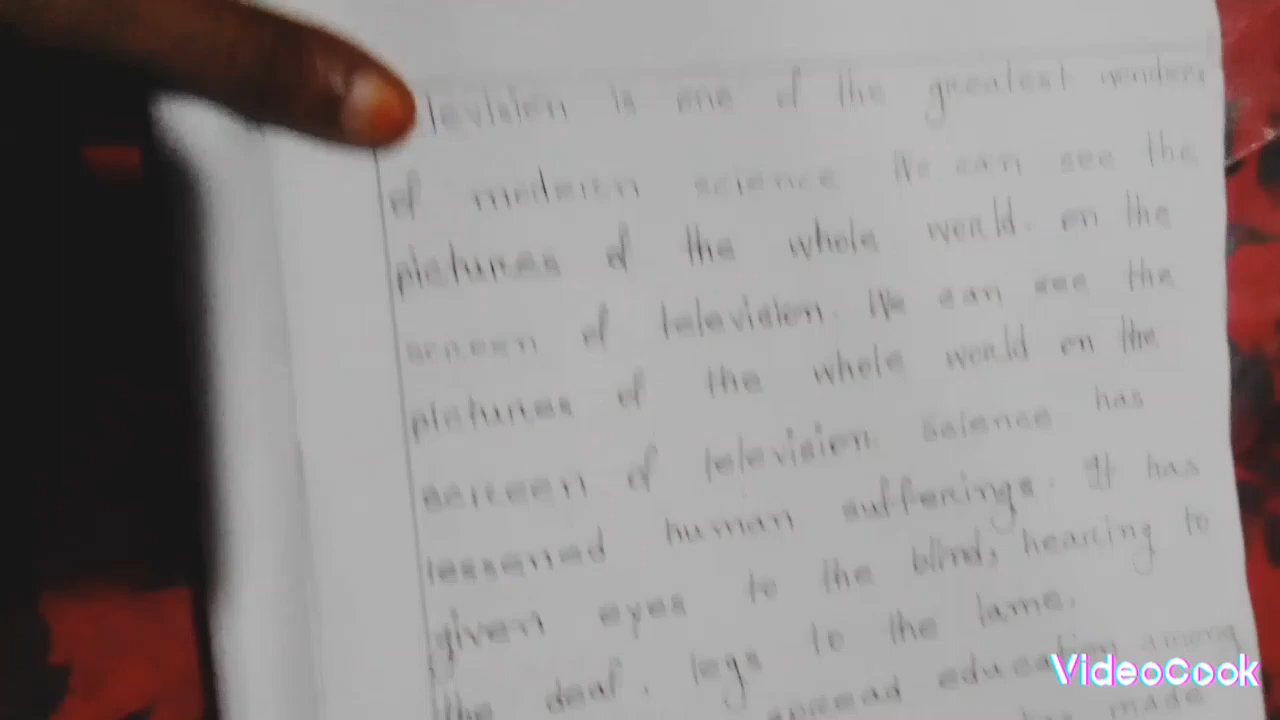 levision is one of the greatest wonders
of modern science We can see the
pictures of the whole world. on the
screen of television. We can see the
pictures of the whole world on the
screen of television. science has
lessened human sufferings. It has
given eyes to the blind, hearing to
the deaf, legs to the lame.
spread education among
has made
VideoCook